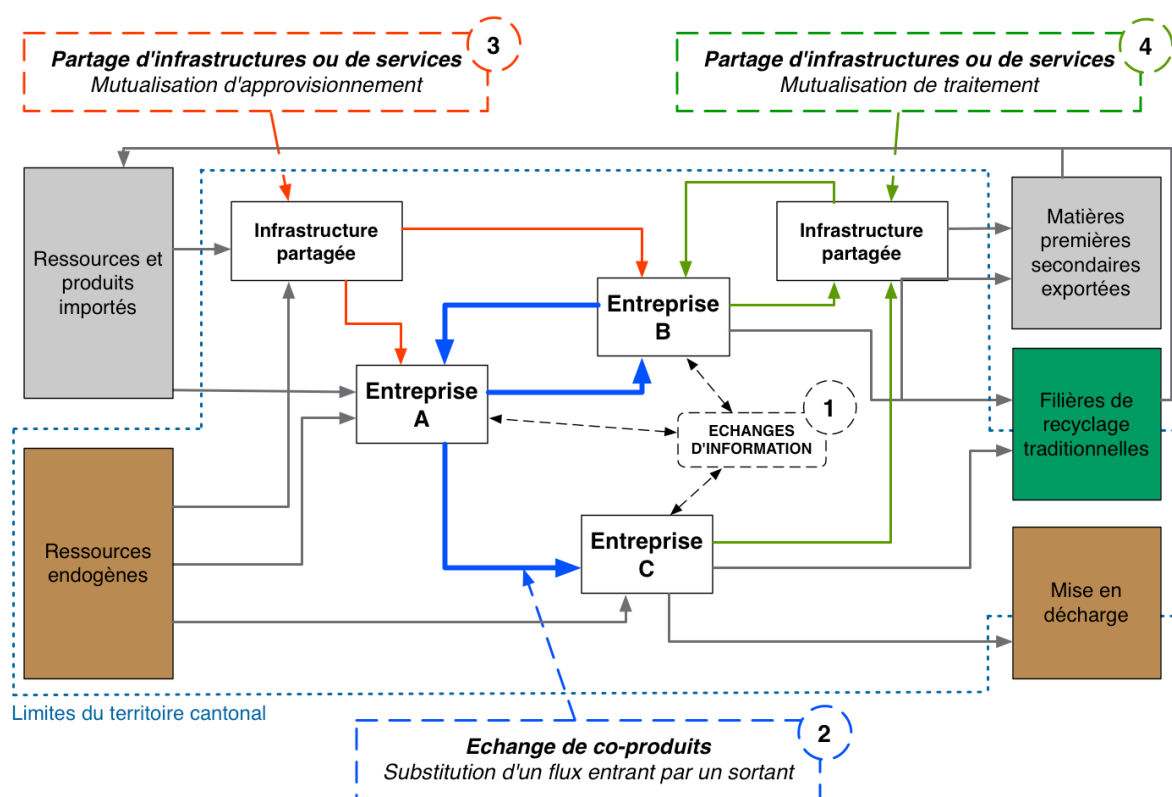 3
Partage d'infrastructures ou de services
Mutualisation d'approvisionnement
4
Partage d'infrastructures ou de services
Mutualisation de traitement
Ressources et
produits
importés
Infrastructure
partagée
Infrastructure
partagée
Matières
premières
secondaires
exportées
Entreprise
B
Entreprise
A
1
ECHANGES
D'INFORMATION
Filières de
recyclage
traditionnelles
Ressources
endogènes
Entreprise
C
Mise en
décharge
Limites du territoire cantonal
2
Echange de co-produits
Substitution d'un flux entrant par un sortant